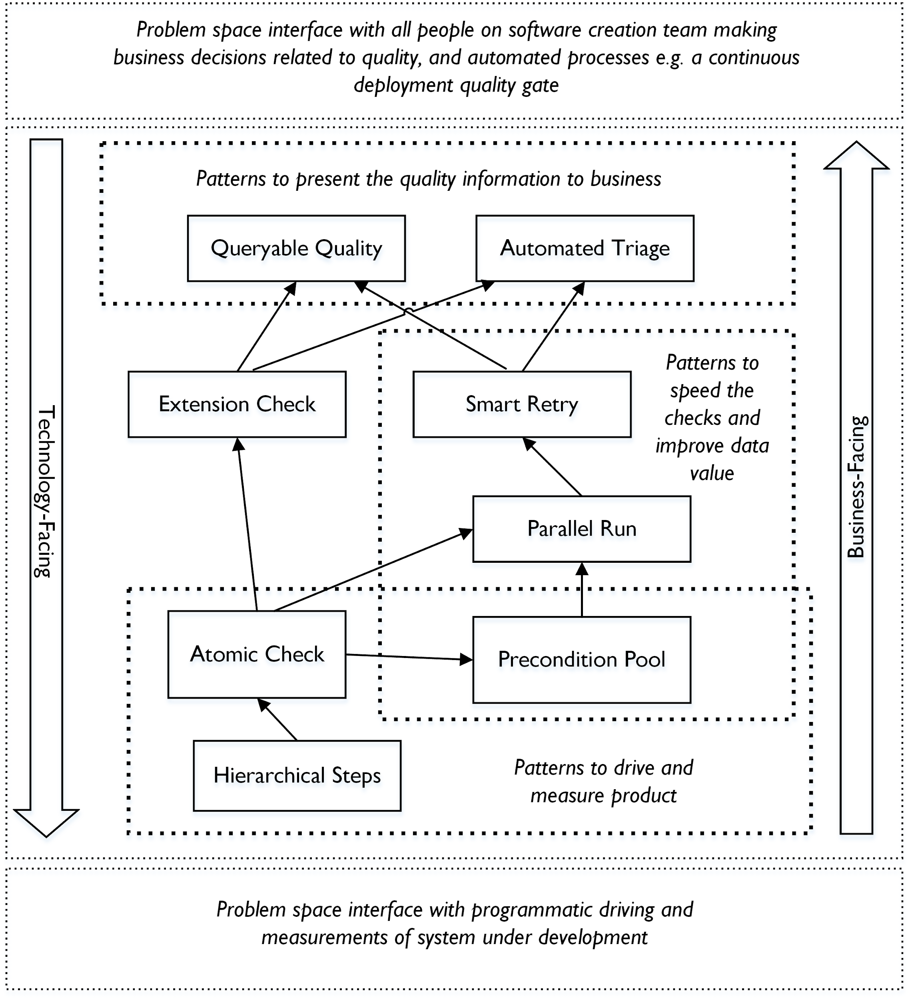 Problem space interface with all people on software creation team making
business decisions related to quality, and automated processes e.g. a continuous
deployment quality gate
Patterns to present the quality information to business
Queryable Quality
Automated Triage
Extension Check
Smart Retry
Patterns to
speed the
checks and
improve data
value
Technology-Facing
Business-Facing
Parallel Run
Atomic Check
Precondition Pool
Hierarchical Steps
Patterns to drive and
measure product
Problem space interface with programmatic driving and
measurements of system under development